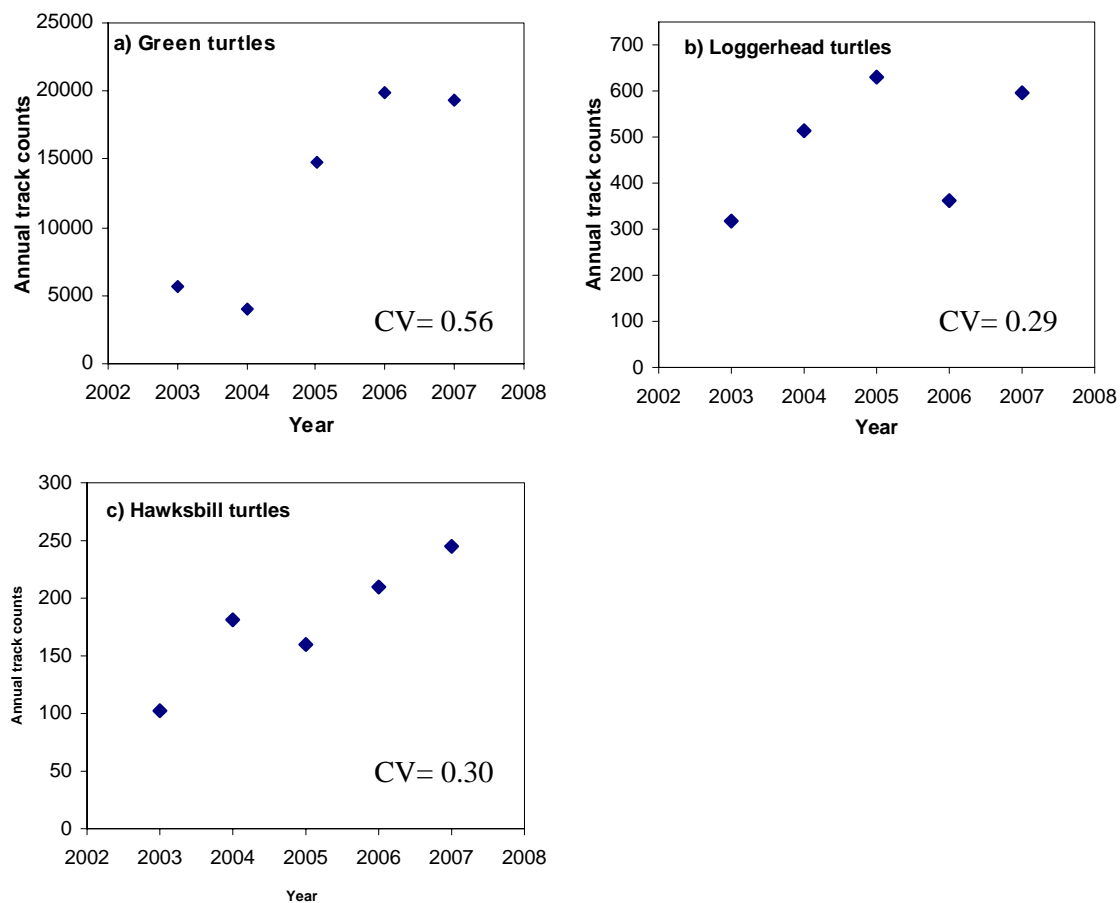 a) Green turtles
25000
20000
15000
10000
5000
0
Annual track counts
CV= 0.56
2002 2003 2004 2005 2006 2007 2008
Year
b) Loggerhead turtles
700
600
500
400
300
200
100
0
Annual track counts
CV= 0.29
2002 2003 2004 2005 2006 2007 2008
Year
c) Hawksbill turtles
300
250
200
150
100
50
0
Annual track counts
CV= 0.30
2002 2003 2004 2005 2006 2007 2008
Year